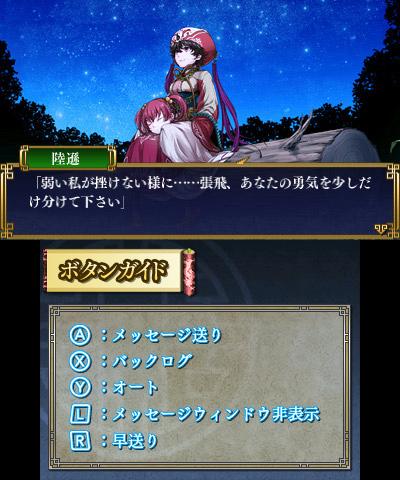 陸遜
「弱い私が挫けない様に……張飛、あなたの勇気を少しだ
け分けて下さい」
ボタンガイド
Ⓐ：メッセージ送り
Ⓧ：バックログ
Ⓨ：オート
L：メッセージウィンドウ非表示
R：早送り